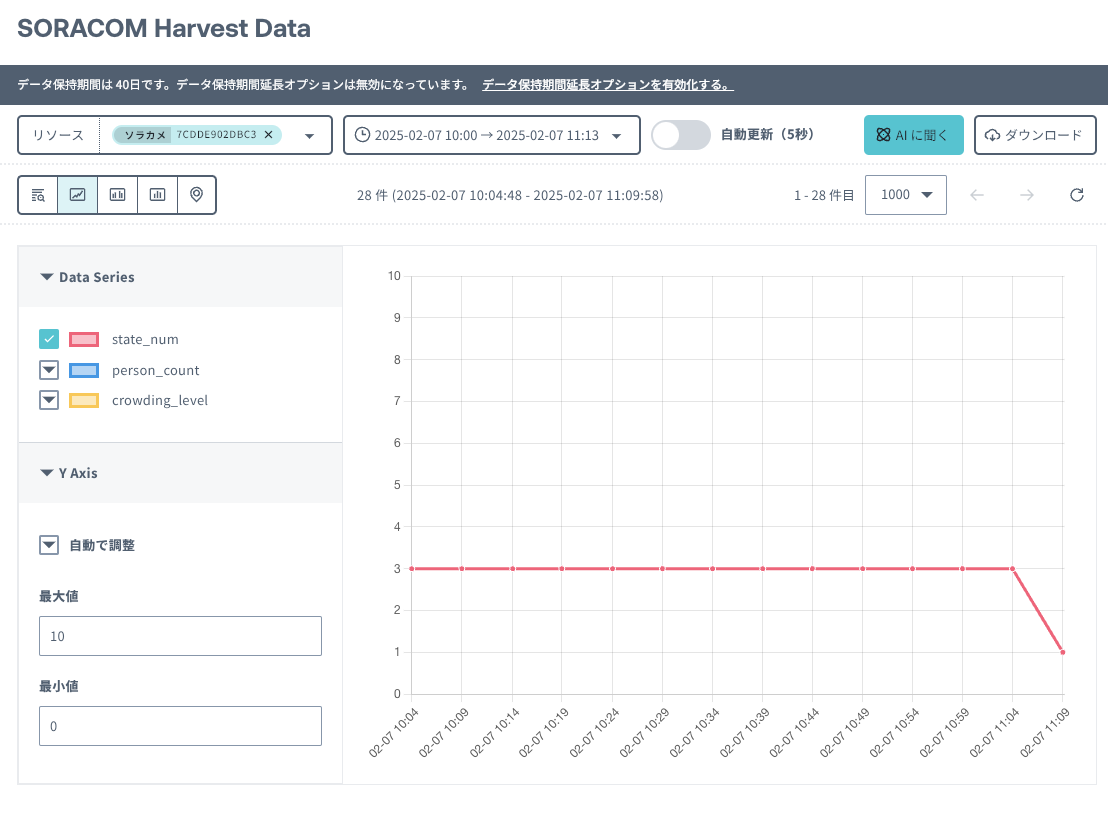 SORACOM Harvest Data
データ保持期間は 40日です。データ保持期間延長オプションは無効になっています。 データ保持期間延長オプションを有効化する。
リソース ソラカメ 7CDDE902DBC3 × 2025-02-07 10:00 → 2025-02-07 11:13 自動更新（5秒） AI に聞く ダウンロード
28 件 (2025-02-07 10:04:48 - 2025-02-07 11:09:58) 1 - 28 件目 1000
Data Series
state_num
person_count
crowding_level
Y Axis
自動で調整
最大値
10
最小値
0
10
9
8
7
6
5
4
3
2
1
0
02-07 10:04
02-07 10:09
02-07 10:14
02-07 10:19
02-07 10:24
02-07 10:29
02-07 10:34
02-07 10:39
02-07 10:44
02-07 10:49
02-07 10:54
02-07 10:59
02-07 11:04
02-07 11:09